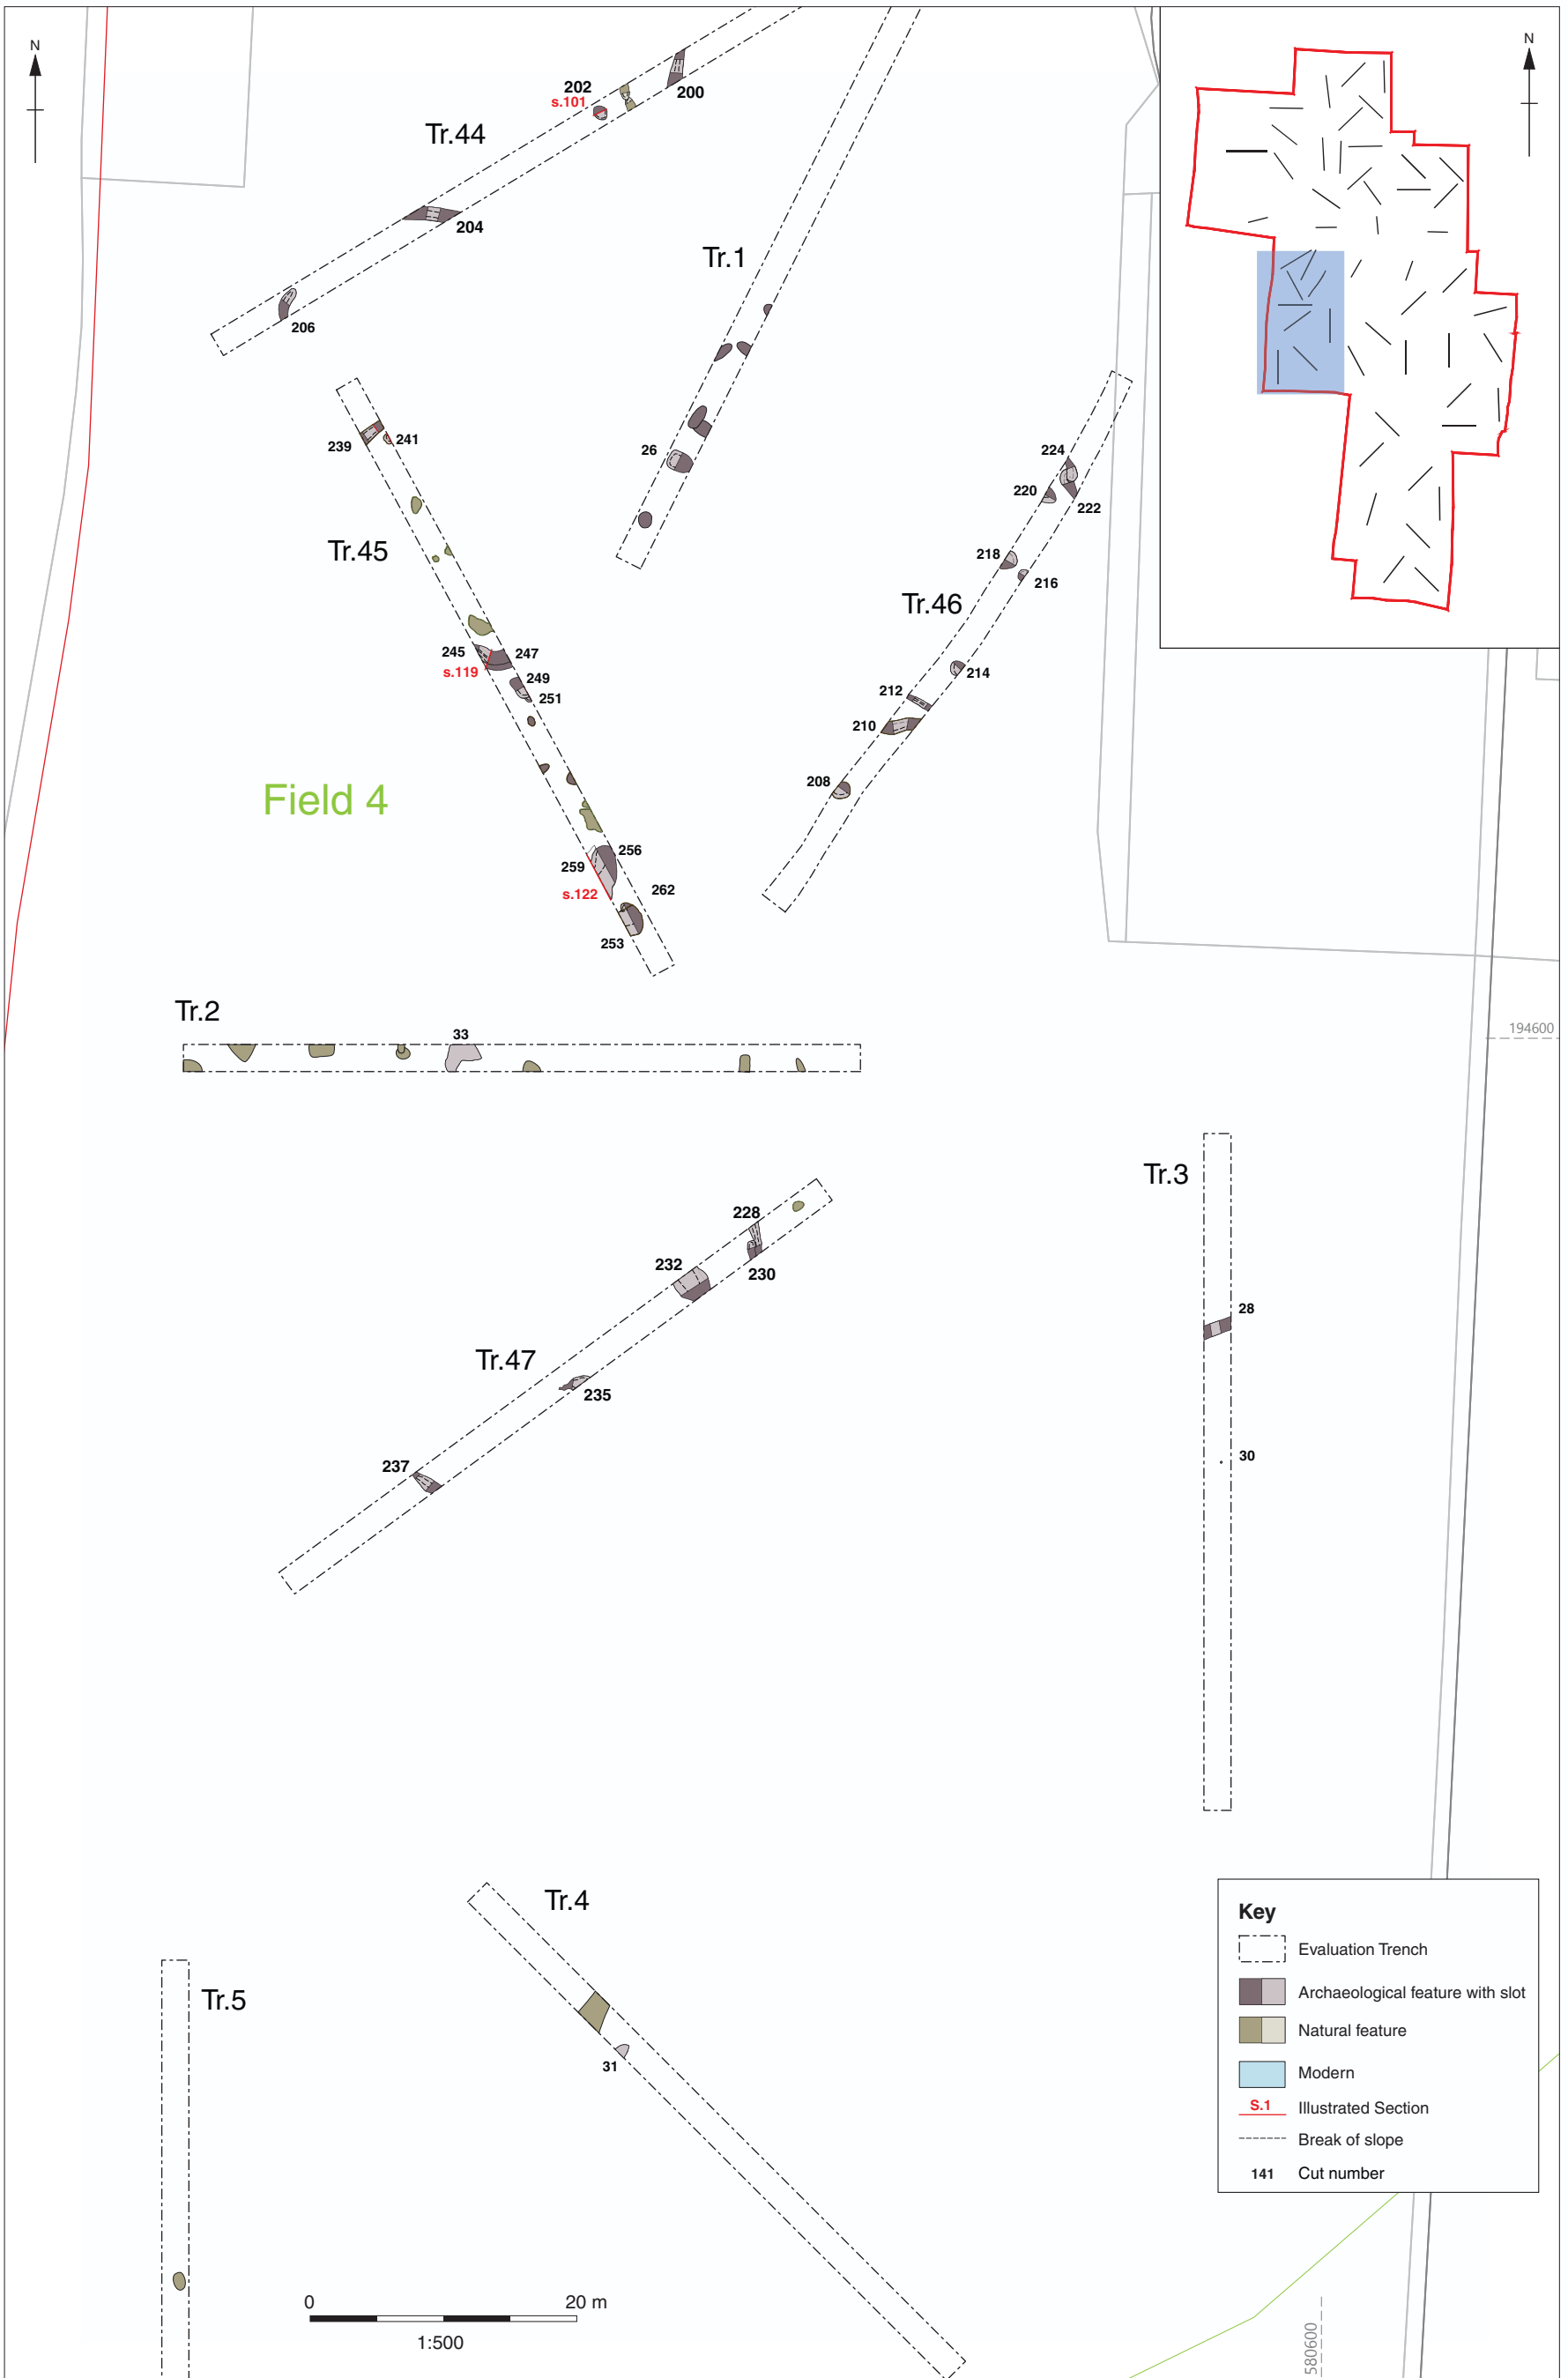 N
N
202
s.101
200
Tr.44
204
206
Tr.1
26
239
241
Tr.45
224
220
222
218
216
Tr.46
245
247
s.119
249
251
214
212
210
208
Field 4
256
259
s.122
262
253
Tr.2
33
194600
Tr.3
228
232
230
28
Tr.47
235
30
237
Tr.4
Tr.5
31
Key
Evaluation Trench
Archaeological feature with slot
Natural feature
Modern
S.1 Illustrated Section
Break of slope
141 Cut number
0 20 m
1:500
580600